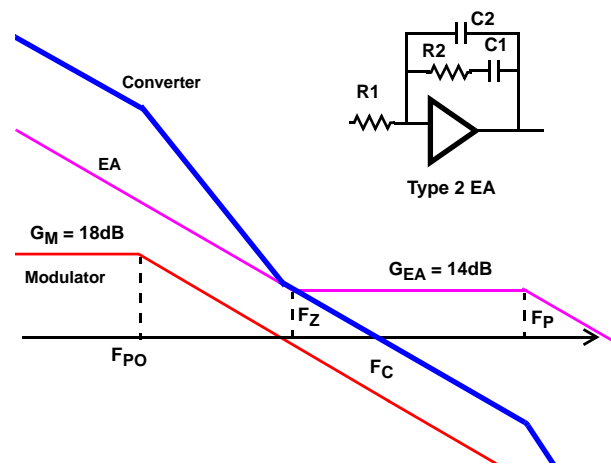 C2
R2
C1
R1
Type 2 EA
Converter
EA
GM = 18dB
GEA = 14dB
Modulator
FZ
FP
FPO
FC